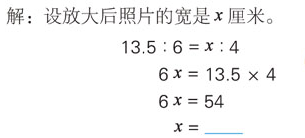 解：设放大后照片的宽是x厘米。
13.5：6 = x：4
6x = 13.5 × 4
6x = 54
x = ____